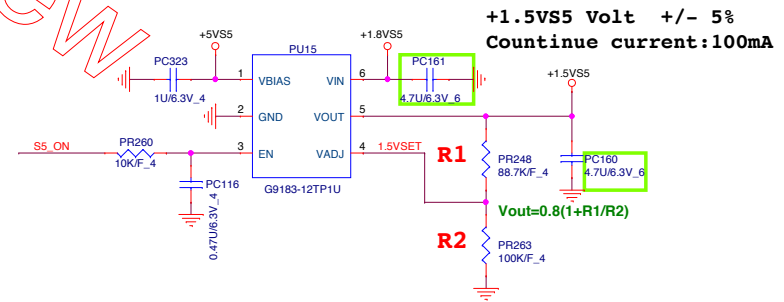 +1.5VS5 Volt +/- 5%
Countinue current:100mA
+5VS5
+1.8VS5
PU15
PC323
PC161
+1.5VS5
1 VBIAS VIN 6
1U/6.3V_4
4.7U/6.3V_6
2 GND VOUT 5
S5_ON
PR260
3 EN VADJ 4
1.5VSET
R1
PR248
PC160
10K/F_4
88.7K/F_4
4.7U/6.3V_6
PC116
G9183-12TP1U
0.47U/6.3V_4
Vout=0.8(1+R1/R2)
R2
PR263
100K/F_4